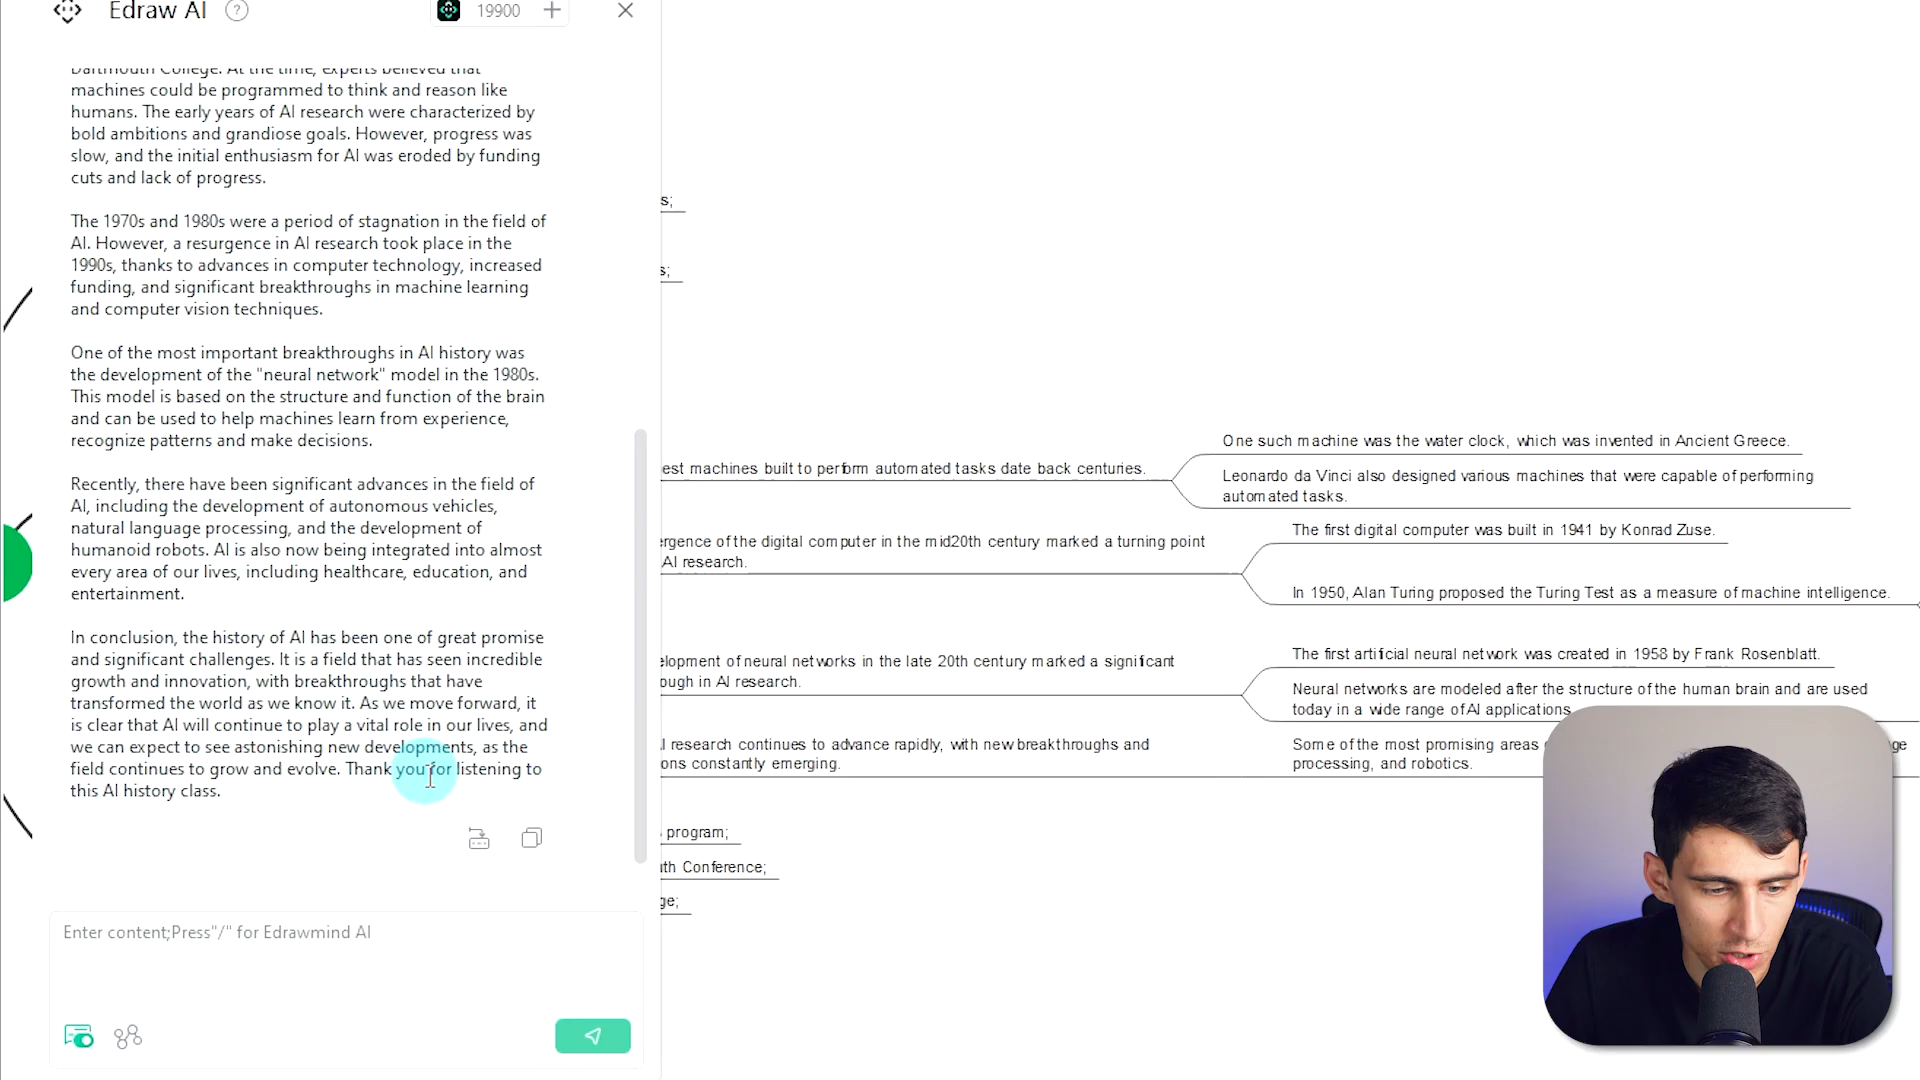 Edraw AI
?
19900
Dartmouth College. At the time, experts believed that
machines could be programmed to think and reason like
humans. The early years of AI research were characterized by
bold ambitions and grandiose goals. However, progress was
slow, and the initial enthusiasm for AI was eroded by funding
cuts and lack of progress.
The 1970s and 1980s were a period of stagnation in the field of
AI. However, a resurgence in AI research took place in the
1990s, thanks to advances in computer technology, increased
funding, and significant breakthroughs in machine learning
and computer vision techniques.
One of the most important breakthroughs in AI history was
the development of the "neural network" model in the 1980s.
This model is based on the structure and function of the brain
and can be used to help machines learn from experience,
recognize patterns and make decisions.
Recently, there have been significant advances in the field of
AI, including the development of autonomous vehicles,
natural language processing, and the development of
humanoid robots. AI is also now being integrated into almost
every area of our lives, including healthcare, education, and
entertainment.
In conclusion, the history of AI has been one of great promise
and significant challenges. It is a field that has seen incredible
growth and innovation, with breakthroughs that have
transformed the world as we know it. As we move forward, it
is clear that AI will continue to play a vital role in our lives, and
we can expect to see astonishing new developments, as the
field continues to grow and evolve. Thank you for listening to
this AI history class.
Enter content;Press"/" for Edrawmind AI
s;
s;
est machines built to perform automated tasks date back centuries.
One such machine was the water clock, which was invented in Ancient Greece.
Leonardo da Vinci also designed various machines that were capable of performing
automated tasks.
rgence of the digital computer in the mid20th century marked a turning point
AI research.
The first digital computer was built in 1941 by Konrad Zuse.
In 1950, Alan Turing proposed the Turing Test as a measure of machine intelligence.
elopment of neural networks in the late 20th century marked a significant
ough in AI research.
The first artificial neural network was created in 1958 by Frank Rosenblatt.
Neural networks are modeled after the structure of the human brain and are used
today in a wide range of AI applications.
I research continues to advance rapidly, with new breakthroughs and
ons constantly emerging.
Some of the most promising areas
ge
processing, and robotics.
program;
th Conference;
ge;